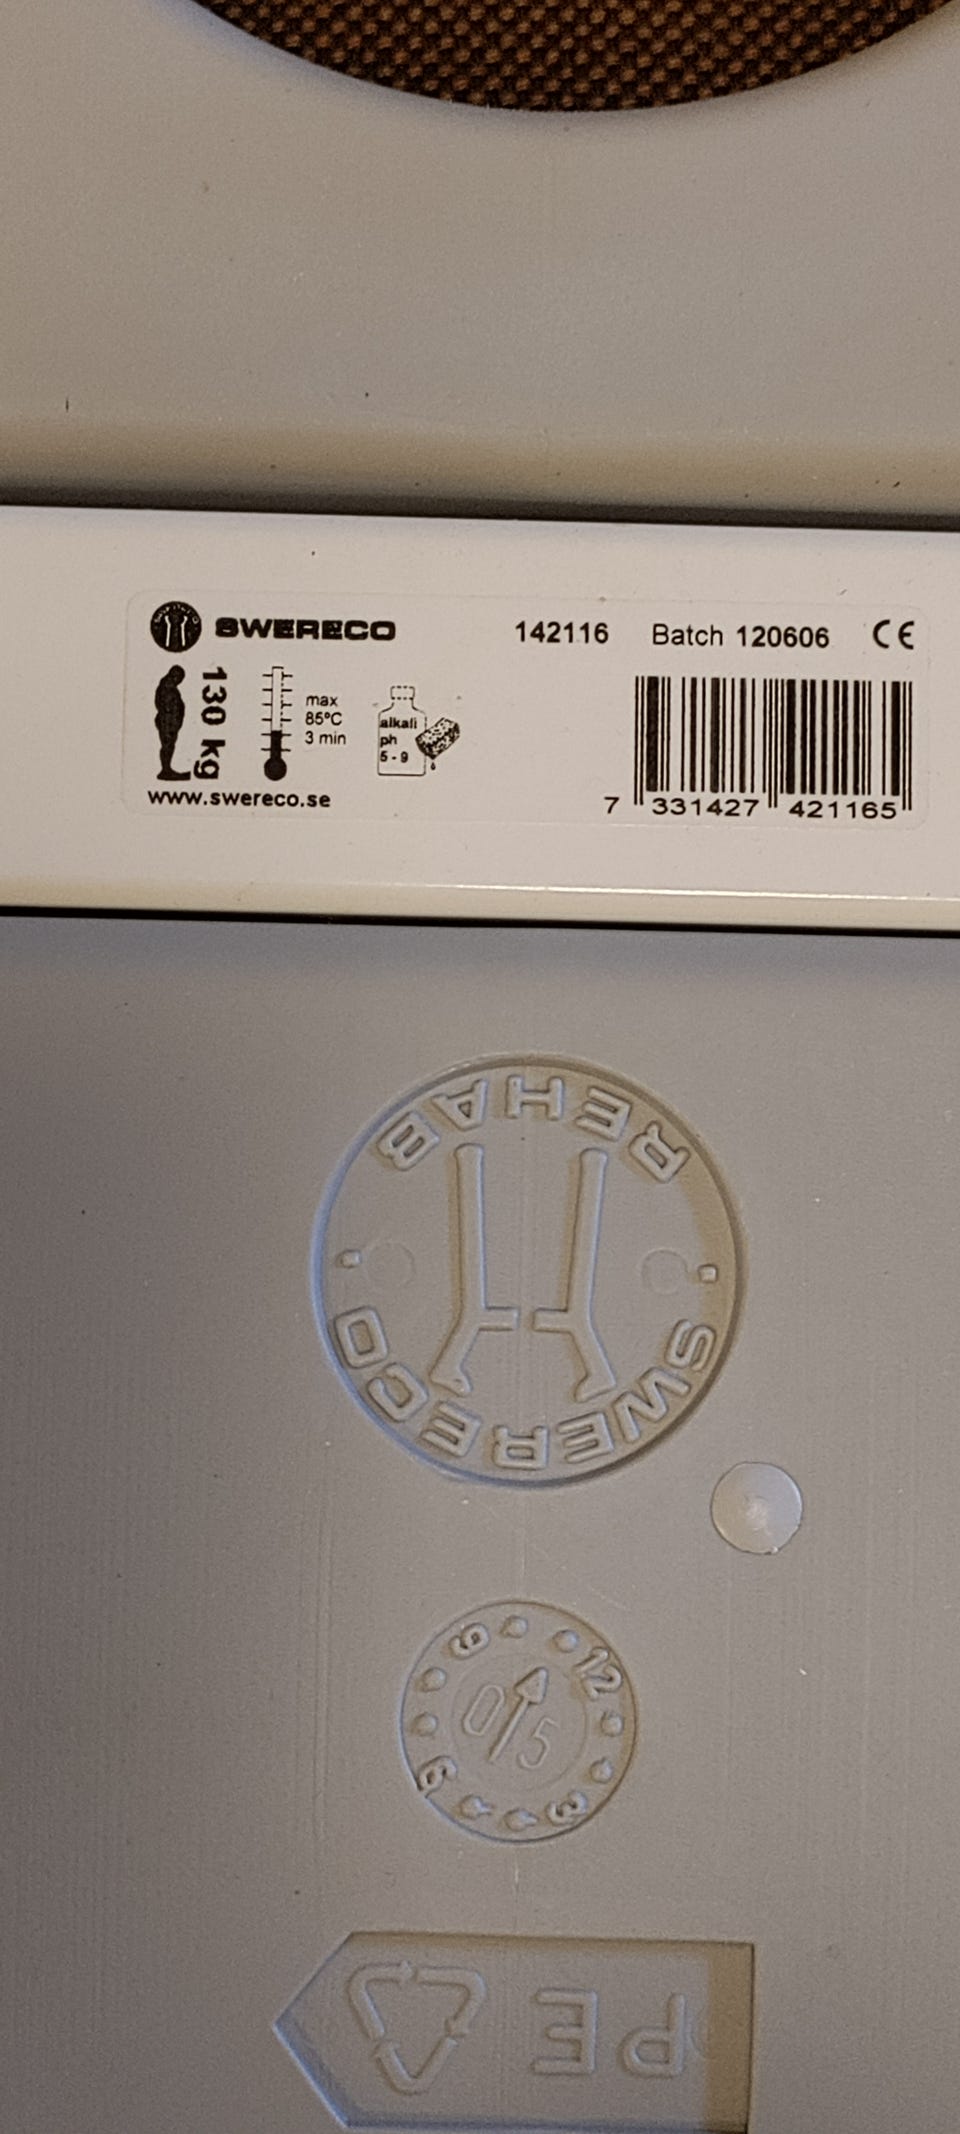 SWERECO 142116 Batch 120606 CE
130 kg
max
85°C
3 min
alkali
ph
5-9
www.swereco.se
7 331427 421165
REHAB
SWERECO
9 12
0 5
6 3
PE